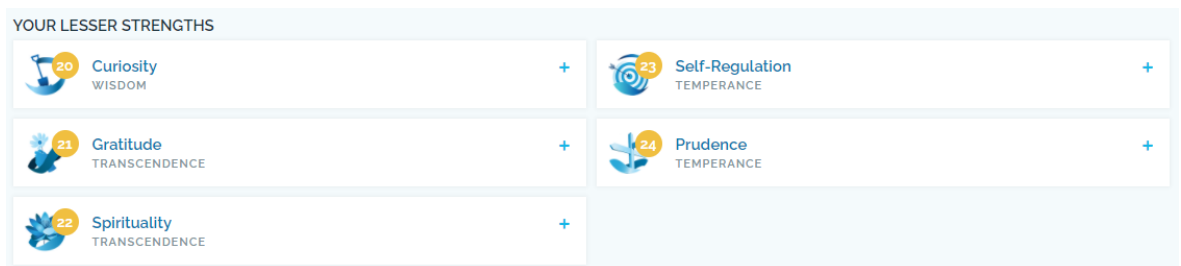 YOUR LESSER STRENGTHS
20
Curiosity
WISDOM
+
21
Gratitude
TRANSCENDENCE
+
22
Spirituality
TRANSCENDENCE
+
23
Self-Regulation
TEMPERANCE
+
24
Prudence
TEMPERANCE
+